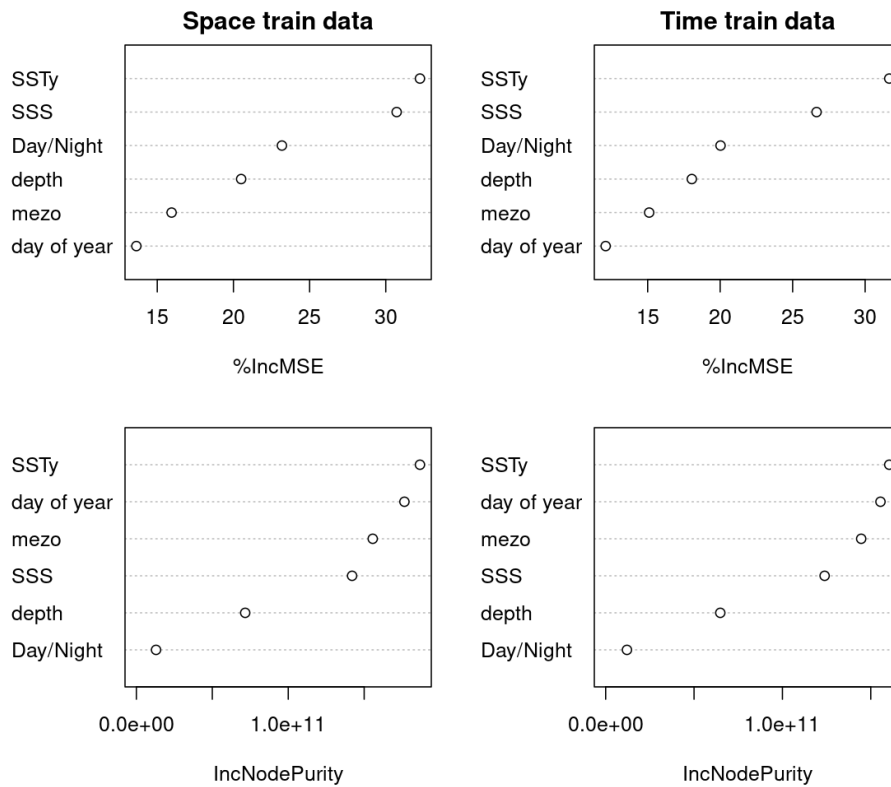 Space train data
SSTy
SSS
Day/Night
depth
mezo
day of year
15 20 25 30
%IncMSE
Time train data
SSTy
SSS
Day/Night
depth
mezo
day of year
15 20 25 30
%IncMSE
SSTy
day of year
mezo
SSS
depth
Day/Night
0.0e+00 1.0e+11
IncNodePurity
SSTy
day of year
mezo
SSS
depth
Day/Night
0.0e+00 1.0e+11
IncNodePurity